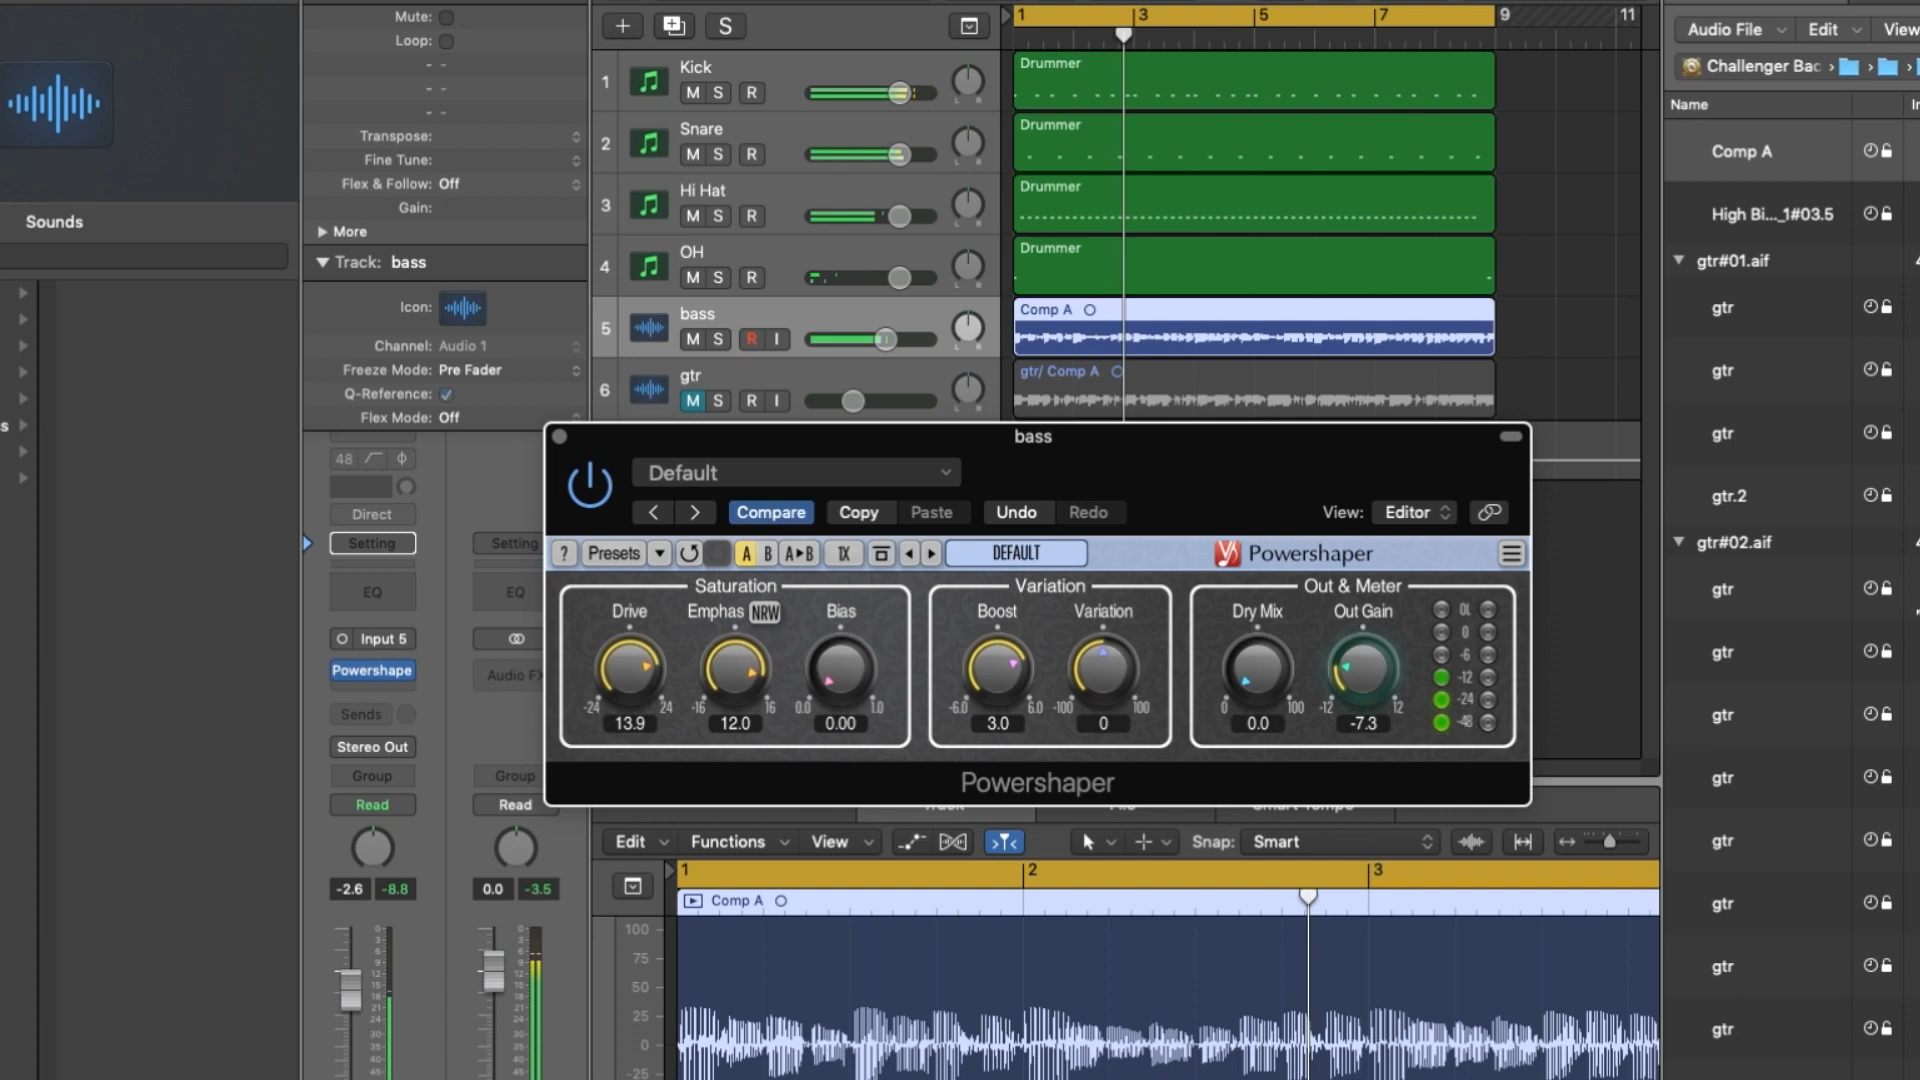 Mute:
Loop:
- -
- -
- -
Transpose:
Fine Tune:
Flex & Follow: Off
Gain:
More
Track: bass
Icon:
Channel: Audio 1
Freeze Mode: Pre Fader
Q-Reference:
Flex Mode: Off
Sounds
s
48
Direct
Setting
EQ
Input 5
Powershape
Sends
Stereo Out
Group
Read
-2.6 -8.8
Setting
EQ
Audio FX
Group
Read
0.0 -3.5
+ S
1 3 5 7 9 11
1 Kick
M S R
2 Snare
M S R
3 Hi Hat
M S R
4 OH
M S R
5 bass
M S R I
6 gtr
M S R I
Drummer
Drummer
Drummer
Drummer
Comp A
gtr/ Comp A
bass
Default
Compare Copy Paste Undo Redo View: Editor
? Presets A B A▸B 1X DEFAULT Powershaper
Saturation Variation Out & Meter
Drive Emphas NRW Bias Boost Variation Dry Mix Out Gain
0L
0
-6
-12
-24
-48
-24 24 -16 16 0.0 1.0 -6.0 6.0 -100 100 0 100 -12 12
13.9 12.0 0.00 3.0 0 0.0 -7.3
Powershaper
Edit Functions View Snap: Smart
1 2 3
Comp A
100
75
50
25
0
-25
Audio File Edit View
Challenger Bac
Name
Comp A
High Bi..._1#03.5
gtr#01.aif
gtr
gtr
gtr
gtr.2
gtr#02.aif
gtr
gtr
gtr
gtr
gtr
gtr
gtr
gtr